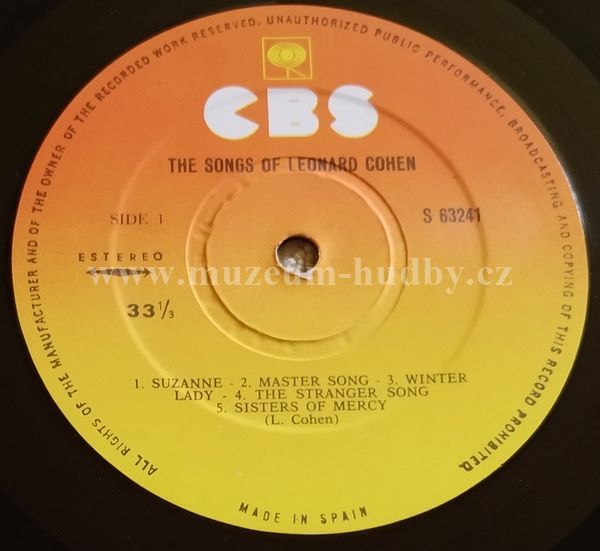 ALL RIGHTS OF THE MANUFACTURER AND OF THE OWNER OF THE RECORDED WORK RESERVED. UNAUTHORIZED PUBLIC PERFORMANCE, BROADCASTING AND COPYING OF THIS RECORD PROHIBITED.
CBS
THE SONGS OF LEONARD COHEN
SIDE 1
S 63241
ESTEREO
www.muzeum-hudby.cz
33 1/3
1. SUZANNE - 2. MASTER SONG - 3. WINTER
LADY - 4. THE STRANGER SONG
5. SISTERS OF MERCY
(L. Cohen)
MADE IN SPAIN